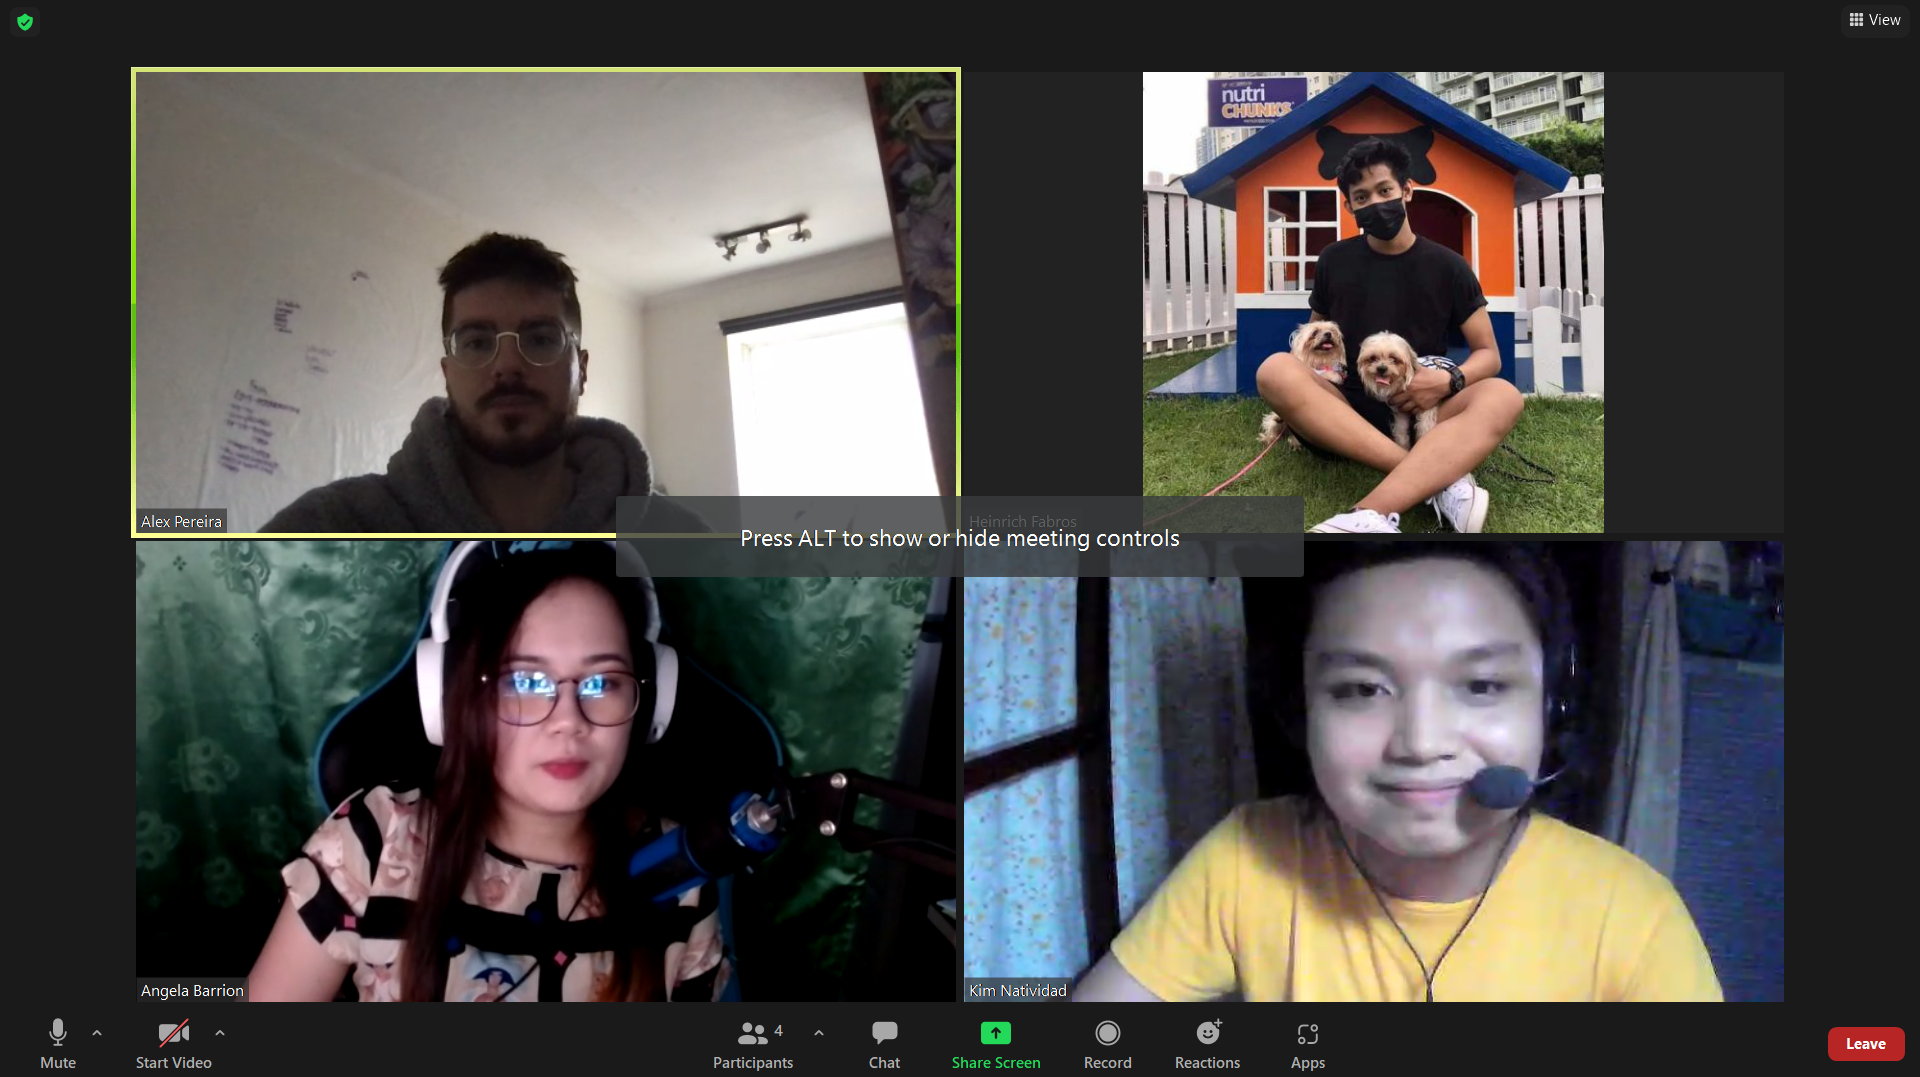 View
nutri
CHUNKS
Alex Pereira
Heinrich Fabros
Press ALT to show or hide meeting controls
Angela Barrion
Kim Natividad
4
Mute
Start Video
Participants
Chat
Share Screen
Record
Reactions
Apps
Leave